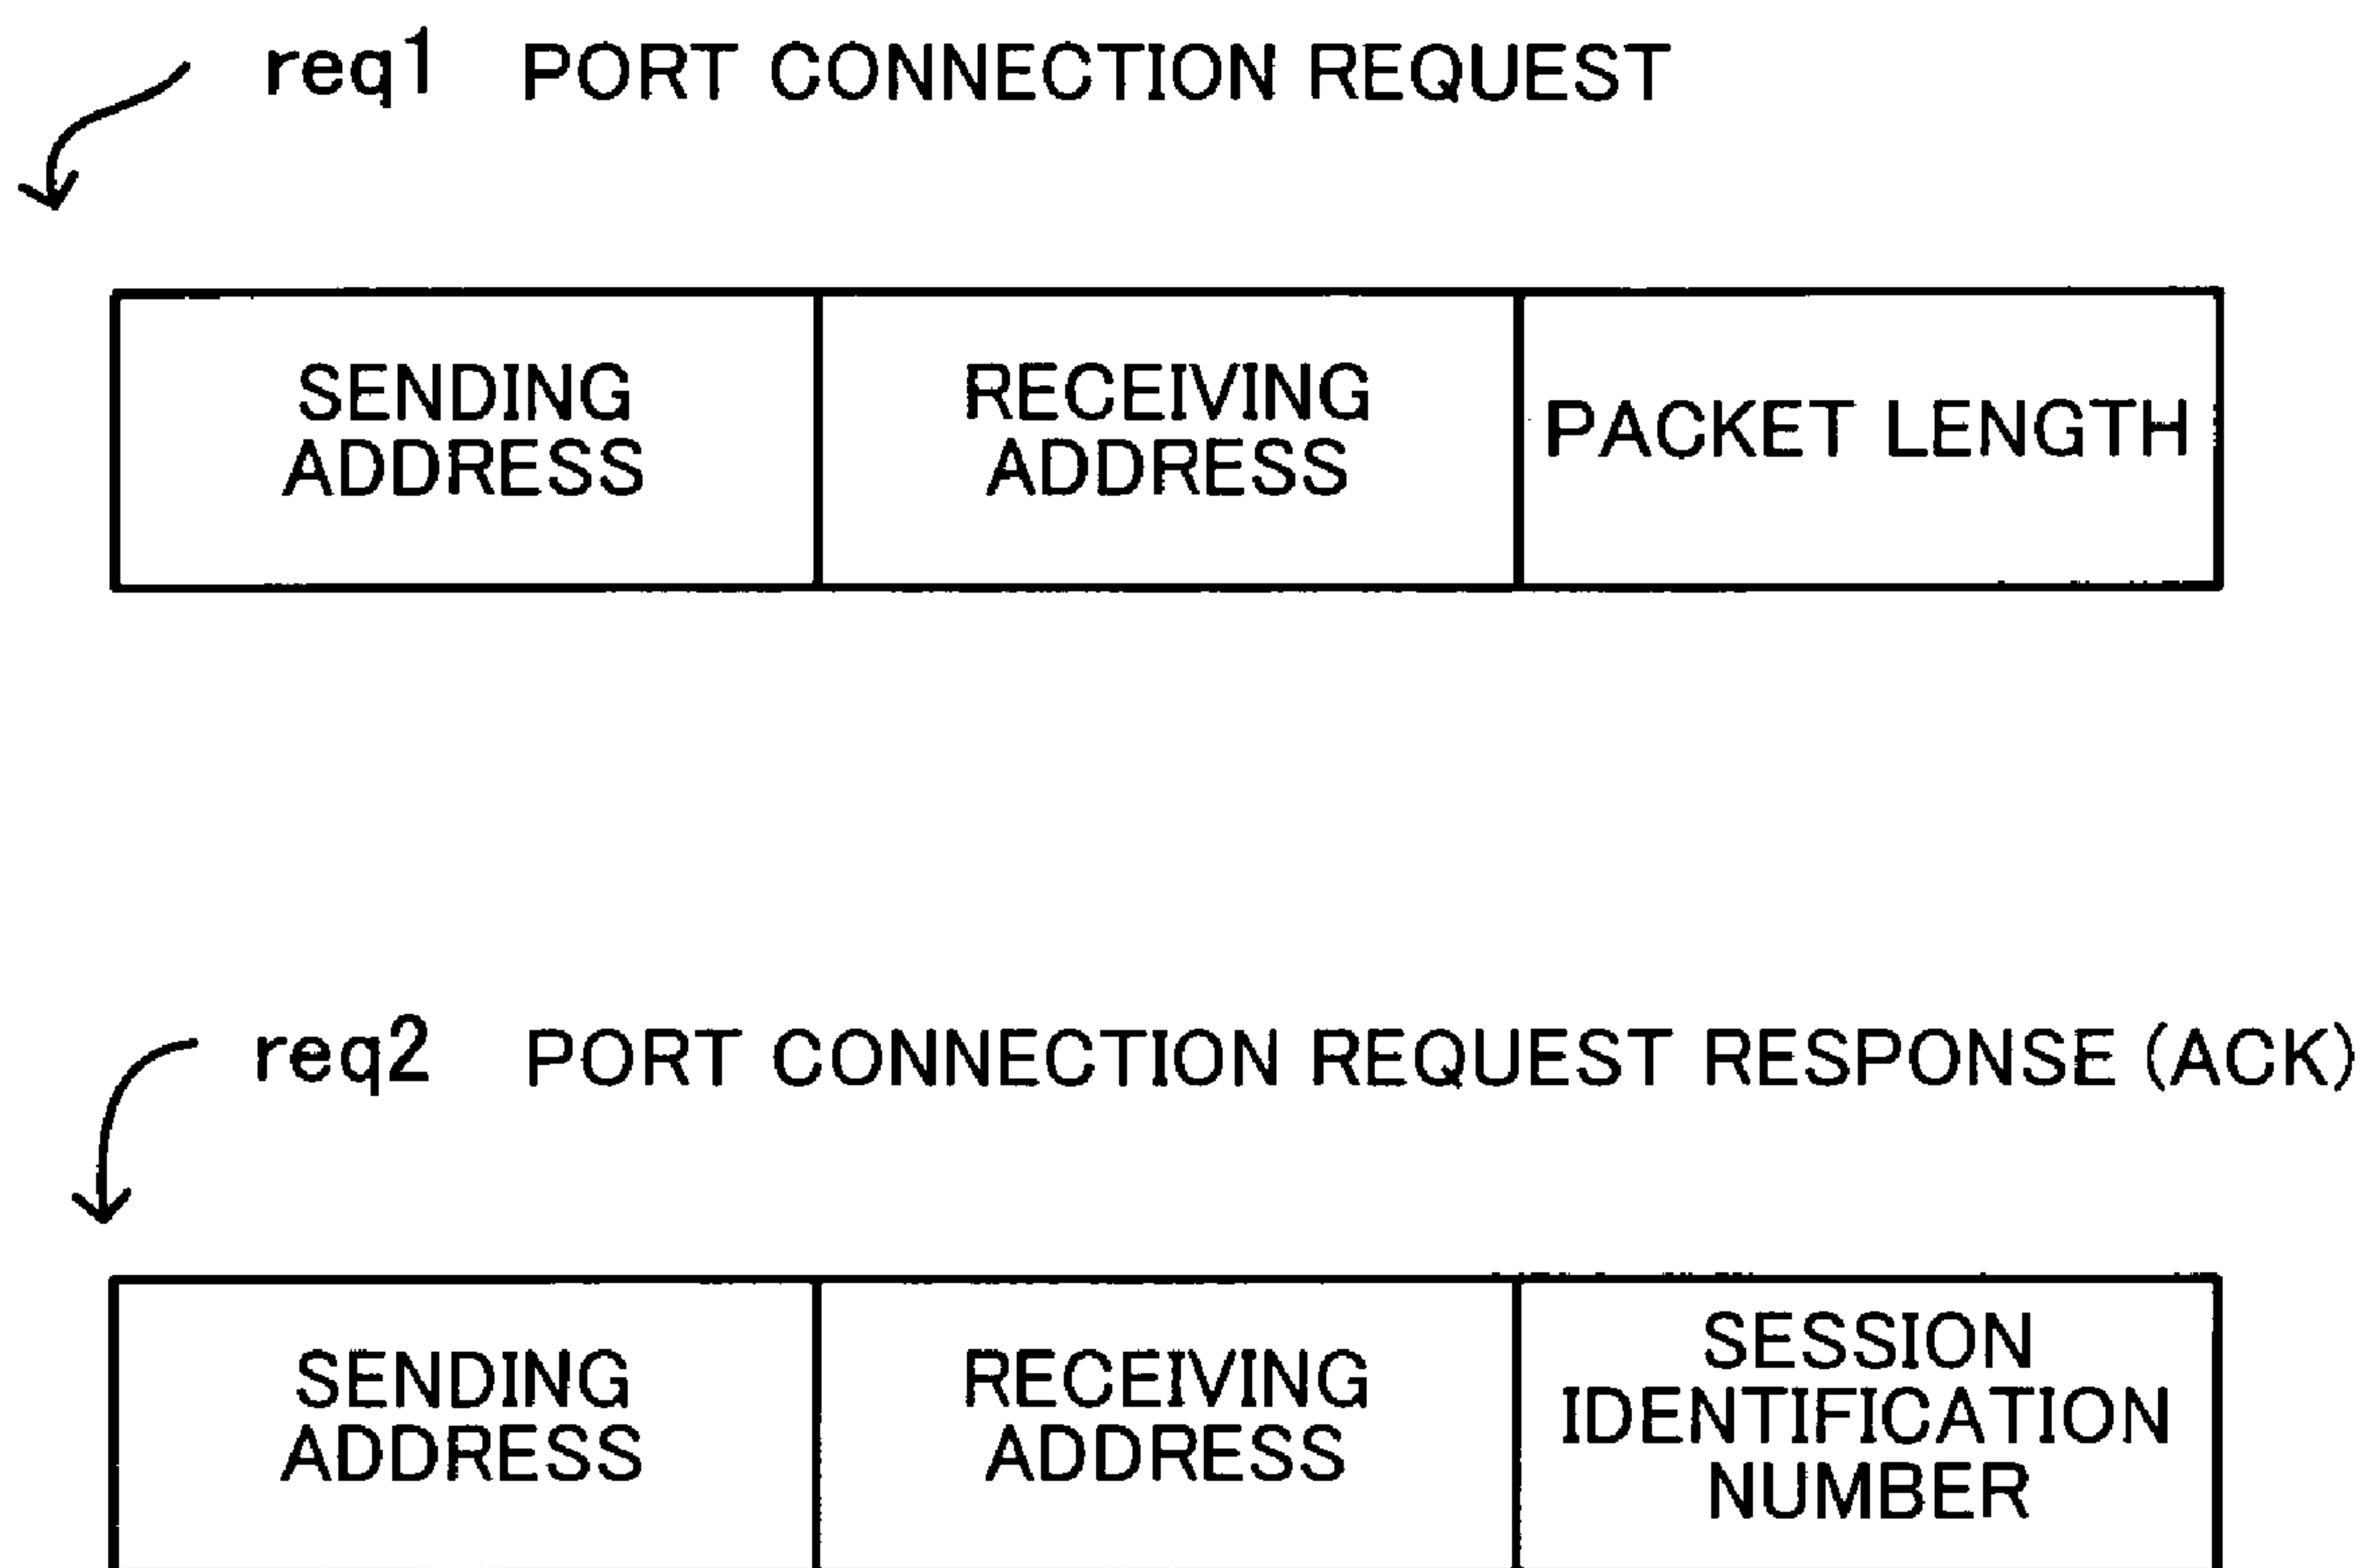 req1 PORT CONNECTION REQUEST
SENDING
ADDRESS
RECEIVING
ADDRESS
PACKET LENGTH
req2 PORT CONNECTION REQUEST RESPONSE (ACK)
SENDING
ADDRESS
RECEIVING
ADDRESS
SESSION
IDENTIFICATION
NUMBER